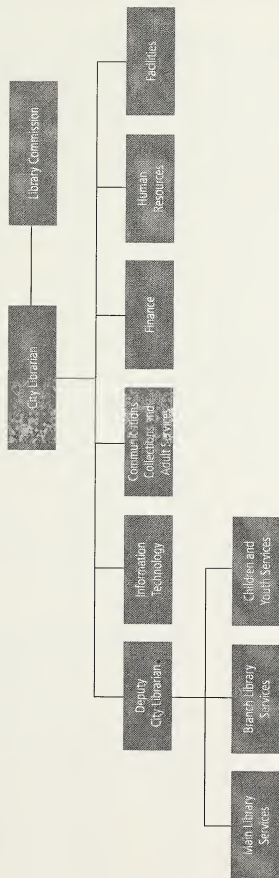 Library Commission
City Librarian
Deputy
City Librarian
Information
Technology
Communications
Collections and
Adult Services
Finance
Human
Resources
Facilities
Main Library
Services
Branch Library
Services
Children and
Youth Services